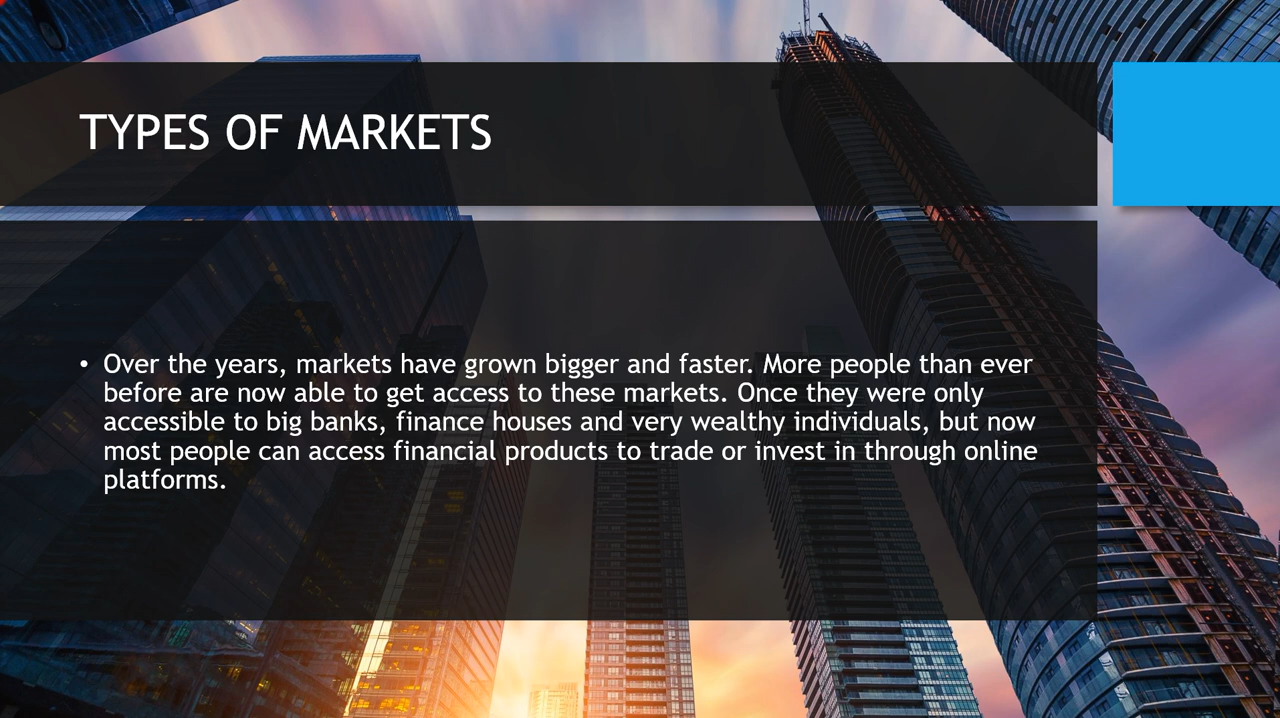 TYPES OF MARKETS
• Over the years, markets have grown bigger and faster. More people than ever
before are now able to get access to these markets. Once they were only
accessible to big banks, finance houses and very wealthy individuals, but now
most people can access financial products to trade or invest in through online
platforms.